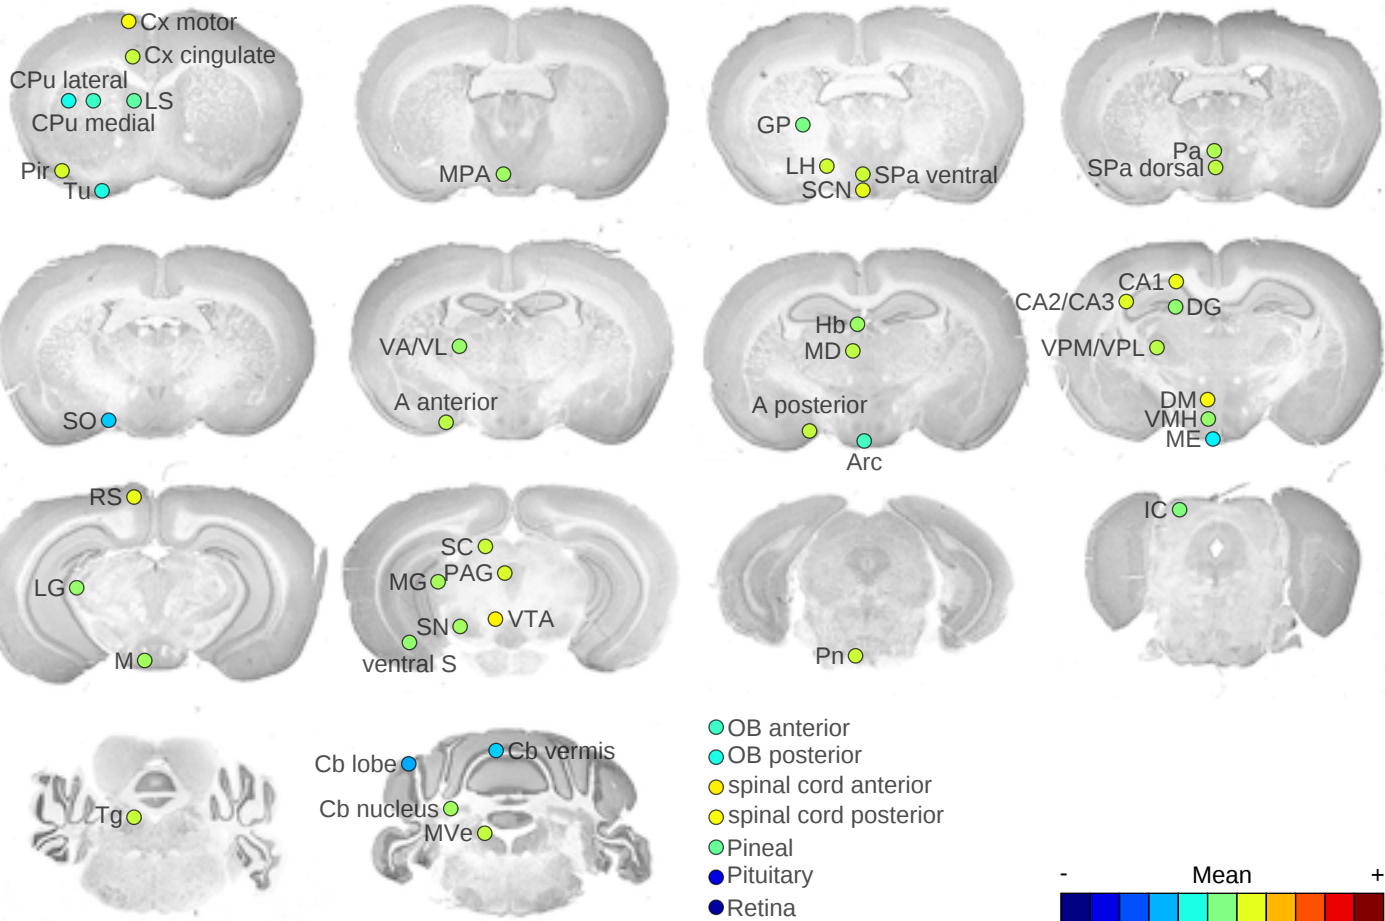 Cx motor
Cx cingulate
CPu lateral
LS
CPu medial
Pir
Tu
MPA
GP
LH
SPa ventral
SCN
Pa
SPa dorsal
SO
VA/VL
A anterior
Hb
MD
A posterior
Arc
CA1
CA2/CA3
DG
VPM/VPL
DM
VMH
ME
RS
LG
M
SC
PAG
MG
VTA
SN
ventral S
Pn
IC
Tg
Cb vermis
Cb lobe
Cb nucleus
MVe
OB anterior
OB posterior
spinal cord anterior
spinal cord posterior
Pineal
Pituitary
Retina
- Mean +